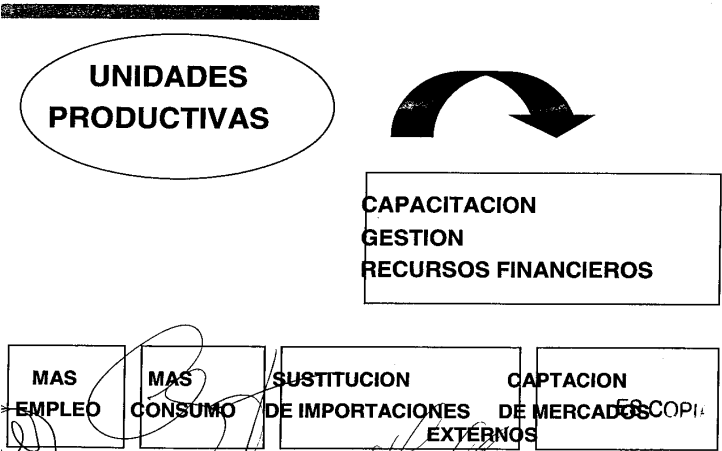 UNIDADES
PRODUCTIVAS
CAPACITACION
GESTION
RECURSOS FINANCIEROS
MAS
EMPLEO
MAS
CONSUMO
SUSTITUCION
DE IMPORTACIONES
CAPTACION
DE MERCADOS
EXTERNOS
ES COPIA